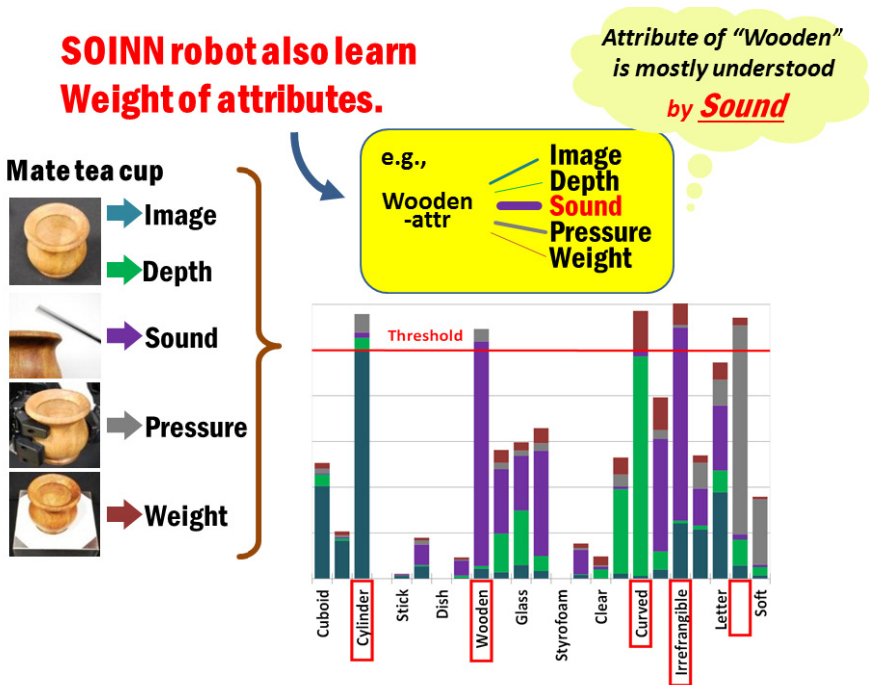 SOINN robot also learn
Weight of attributes.
Attribute of “Wooden”
is mostly understood
by Sound
Mate tea cup
Image
Depth
Sound
Pressure
Weight
e.g.,
Wooden
-attr
Image
Depth
Sound
Pressure
Weight
Threshold
Cuboid
Cylinder
Stick
Dish
Wooden
Glass
Styrofoam
Clear
Curved
Irrefrangible
Letter
Soft